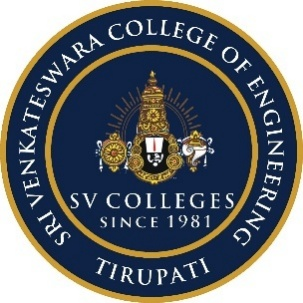 SRI VENKATESWARA COLLEGE OF ENGINEERING
SV COLLEGES
SINCE 1981
TIRUPATI